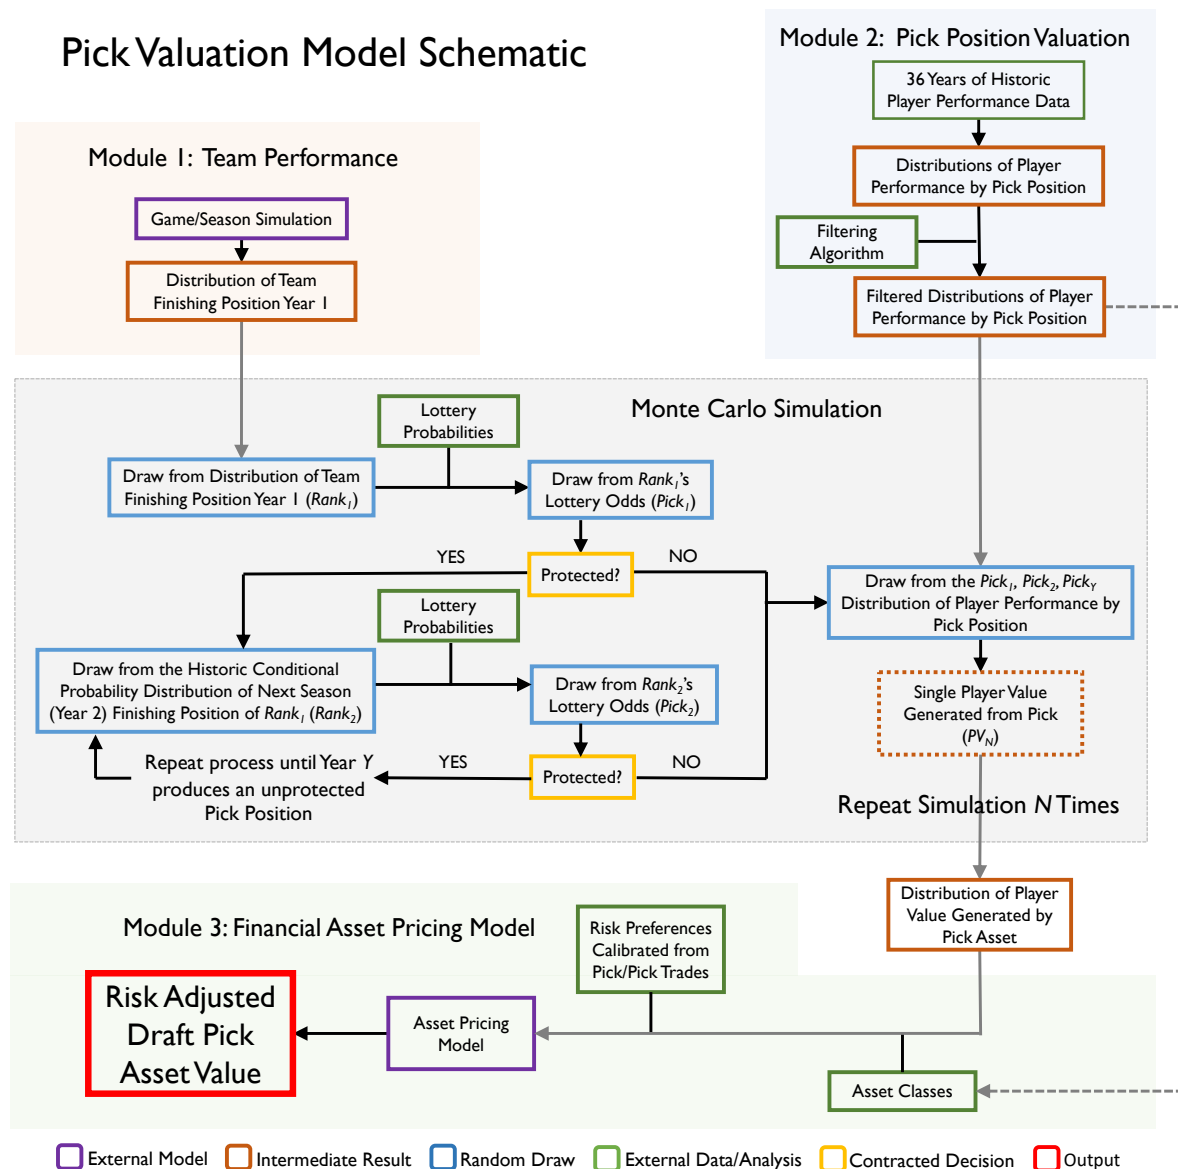 Pick Valuation Model Schematic
Module 2: Pick Position Valuation
36 Years of Historic
Player Performance Data
Distributions of Player
Performance by Pick Position
Filtering
Algorithm
Filtered Distributions of Player
Performance by Pick Position
Module 1: Team Performance
Game/Season Simulation
Distribution of Team
Finishing Position Year 1
Monte Carlo Simulation
Lottery
Probabilities
Draw from Distribution of Team
Finishing Position Year 1 (Rank₁)
Draw from Rank₁'s
Lottery Odds (Pick₁)
YES
Protected?
NO
Lottery
Probabilities
Draw from the Pick₁, Pick₂, Pick_Y
Distribution of Player Performance by
Pick Position
Draw from the Historic Conditional
Probability Distribution of Next Season
(Year 2) Finishing Position of Rank₁ (Rank₂)
Draw from Rank₂'s
Lottery Odds (Pick₂)
Single Player Value
Generated from Pick
(PV_N)
Repeat process until Year Y
produces an unprotected
Pick Position
YES
Protected?
NO
Repeat Simulation N Times
Distribution of Player
Value Generated by
Pick Asset
Module 3: Financial Asset Pricing Model
Risk Preferences
Calibrated from
Pick/Pick Trades
Risk Adjusted
Draft Pick
Asset Value
Asset Pricing
Model
Asset Classes
External Model
Intermediate Result
Random Draw
External Data/Analysis
Contracted Decision
Output